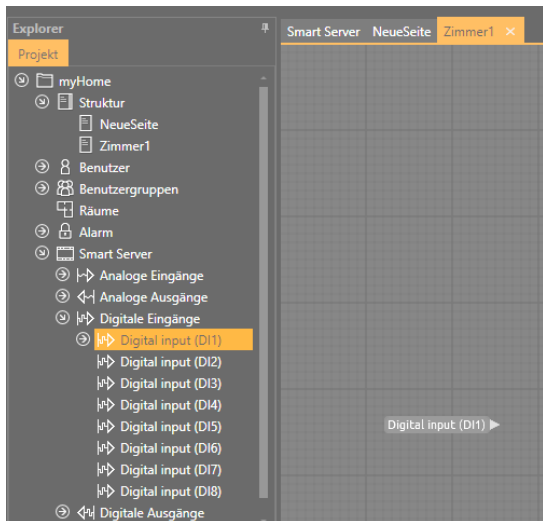 Explorer
Projekt
myHome
Struktur
NeueSeite
Zimmer1
Benutzer
Benutzergruppen
Räume
Alarm
Smart Server
Analoge Eingänge
Analoge Ausgänge
Digitale Eingänge
Digital input (DI1)
Digital input (DI2)
Digital input (DI3)
Digital input (DI4)
Digital input (DI5)
Digital input (DI6)
Digital input (DI7)
Digital input (DI8)
Digitale Ausgänge
Smart Server NeueSeite Zimmer1
Digital input (DI1)